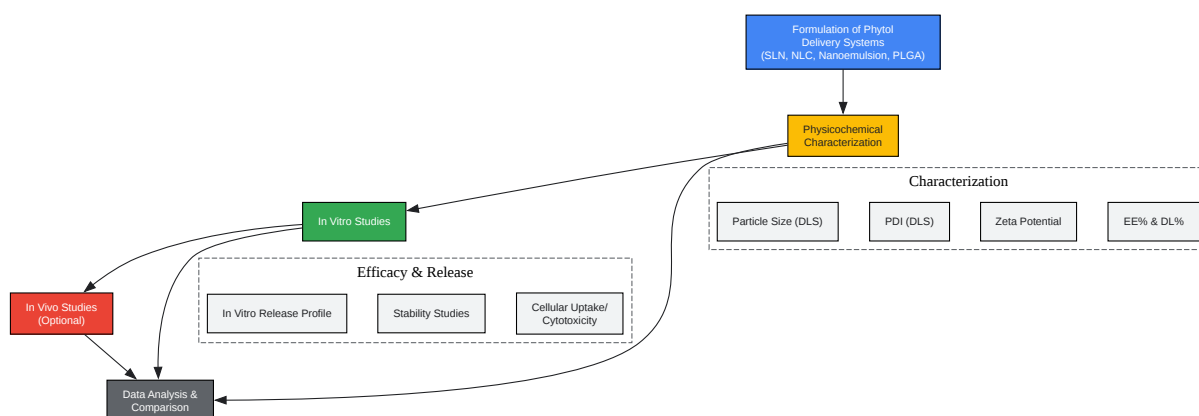 Formulation of Phytol
Delivery Systems
(SLN, NLC, Nanoemulsion, PLGA)
Physicochemical
Characterization
Characterization
Particle Size (DLS)
PDI (DLS)
Zeta Potential
EE% & DL%
In Vitro Studies
Efficacy & Release
In Vitro Release Profile
Stability Studies
Cellular Uptake/
Cytotoxicity
In Vivo Studies
(Optional)
Data Analysis &
Comparison